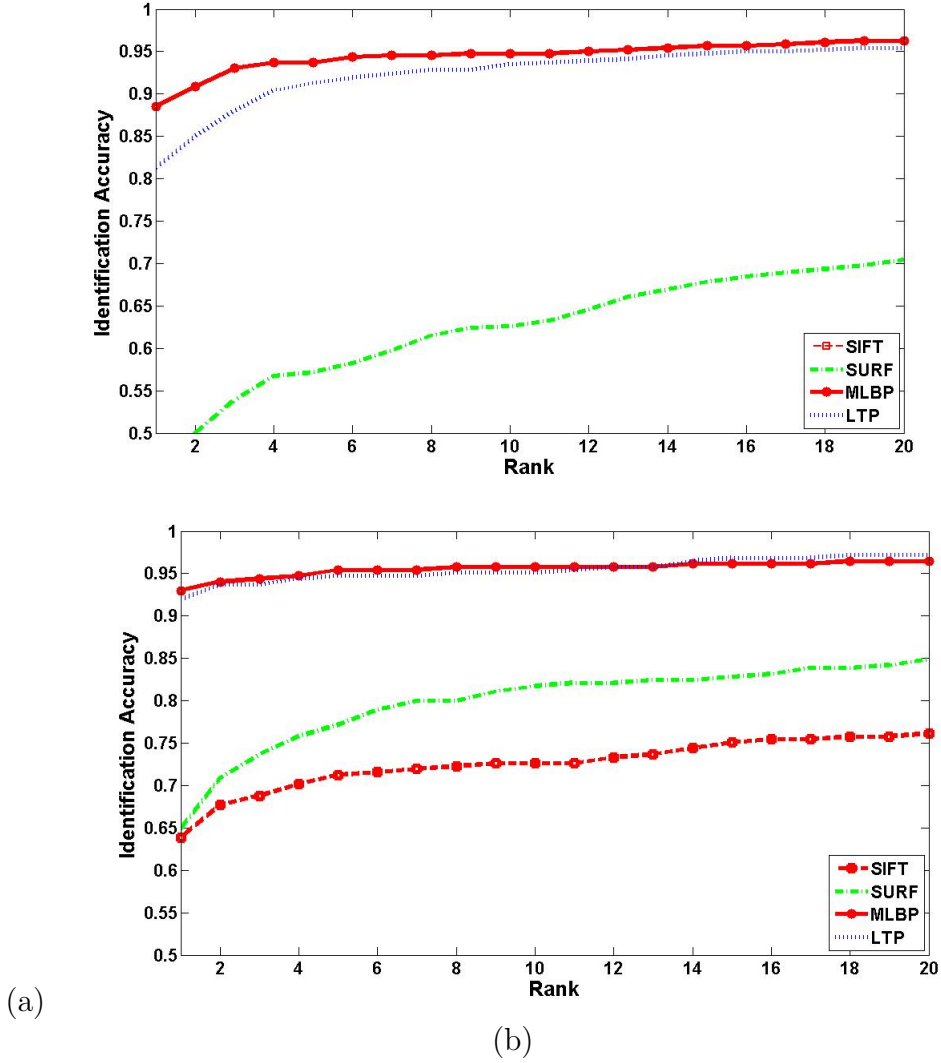 1
0.95
0.9
0.85
0.8
0.75
0.7
0.65
0.6
0.55
0.5
Identification Accuracy
2 4 6 8 10 12 14 16 18 20
Rank
SIFT
SURF
MLBP
LTP
1
0.95
0.9
0.85
0.8
0.75
0.7
0.65
0.6
0.55
0.5
Identification Accuracy
2 4 6 8 10 12 14 16 18 20
Rank
SIFT
SURF
MLBP
LTP
(a)
(b)